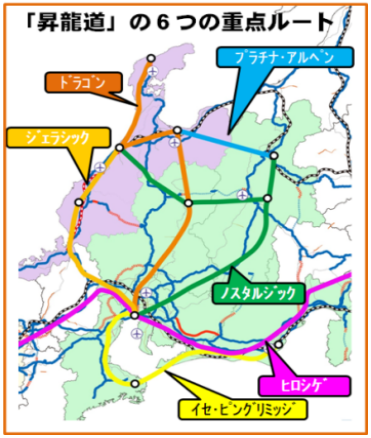 「昇龍道」の６つの重点ルート
プラチナ・アルペン
ドラゴン
ジュラシック
ノスタルジック
ヒロシゲ
イセ・ピングリミッジ